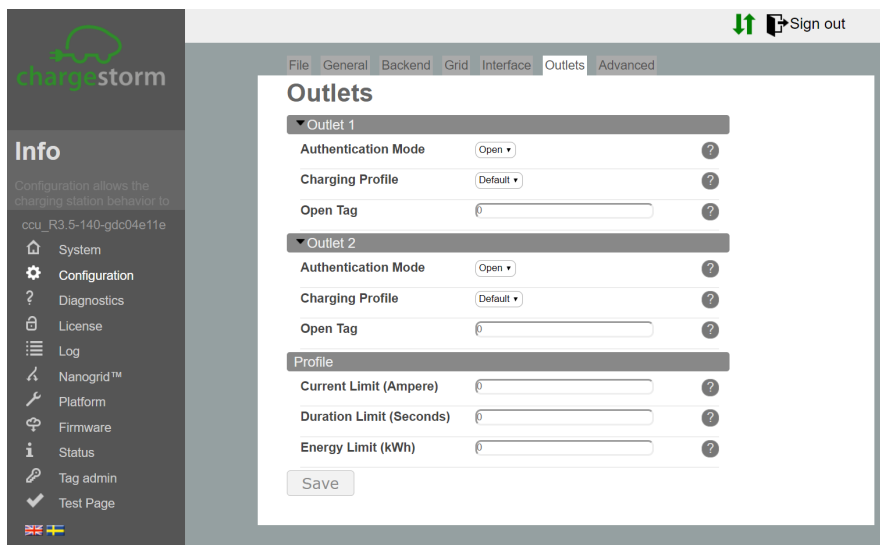 Sign out
chargestorm
File General Backend Grid Interface Outlets Advanced
Outlets
Outlet 1
Authentication Mode Open ?
Charging Profile Default ?
Open Tag 0 ?
Outlet 2
Authentication Mode Open ?
Charging Profile Default ?
Open Tag 0 ?
Profile
Current Limit (Ampere) 0 ?
Duration Limit (Seconds) 0 ?
Energy Limit (kWh) 0 ?
Save
Info
Configuration allows the
charging station behavior to
ccu_R3.5-140-gdc04e11e
System
Configuration
? Diagnostics
License
Log
Nanogrid™
Platform
Firmware
i Status
Tag admin
Test Page